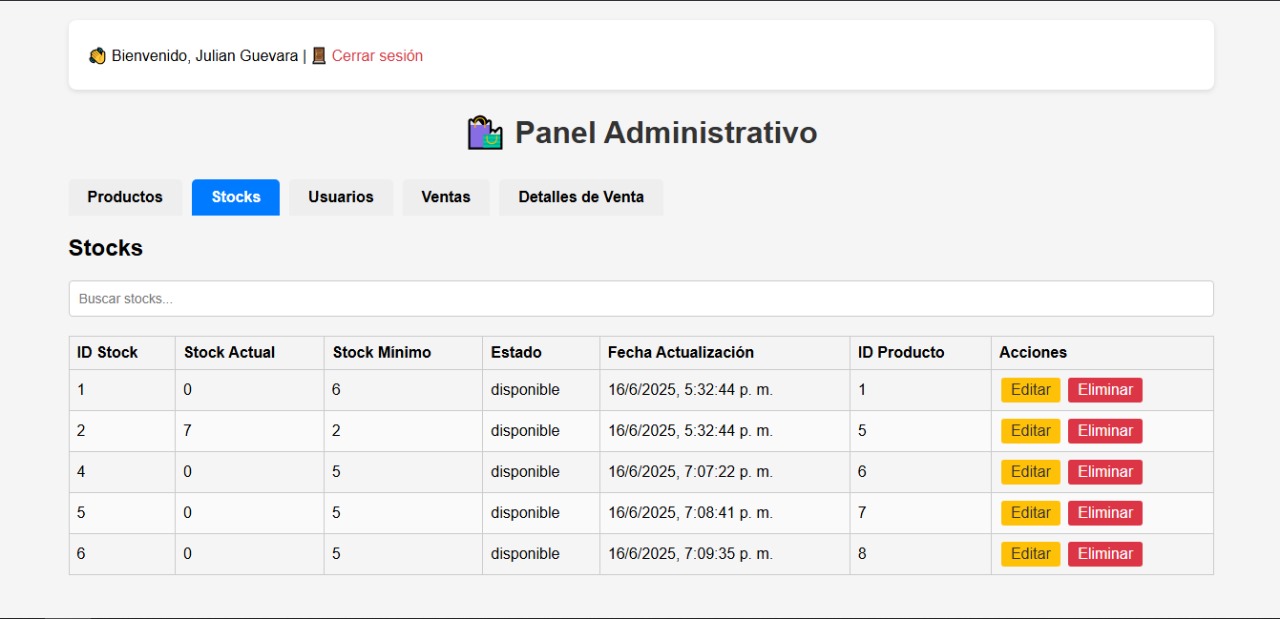 Bienvenido, Julian Guevara | Cerrar sesión
Panel Administrativo
Productos Stocks Usuarios Ventas Detalles de Venta
Stocks
Buscar stocks...
ID Stock Stock Actual Stock Mínimo Estado Fecha Actualización ID Producto Acciones
1 0 6 disponible 16/6/2025, 5:32:44 p. m. 1 Editar Eliminar
2 7 2 disponible 16/6/2025, 5:32:44 p. m. 5 Editar Eliminar
4 0 5 disponible 16/6/2025, 7:07:22 p. m. 6 Editar Eliminar
5 0 5 disponible 16/6/2025, 7:08:41 p. m. 7 Editar Eliminar
6 0 5 disponible 16/6/2025, 7:09:35 p. m. 8 Editar Eliminar